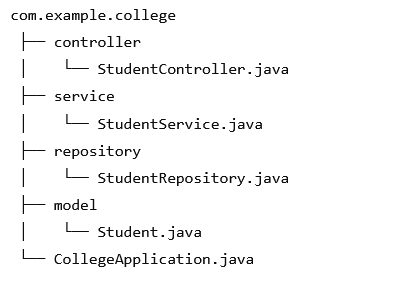 com.example.college
├── controller
│   └── StudentController.java
├── service
│   └── StudentService.java
├── repository
│   └── StudentRepository.java
├── model
│   └── Student.java
└── CollegeApplication.java